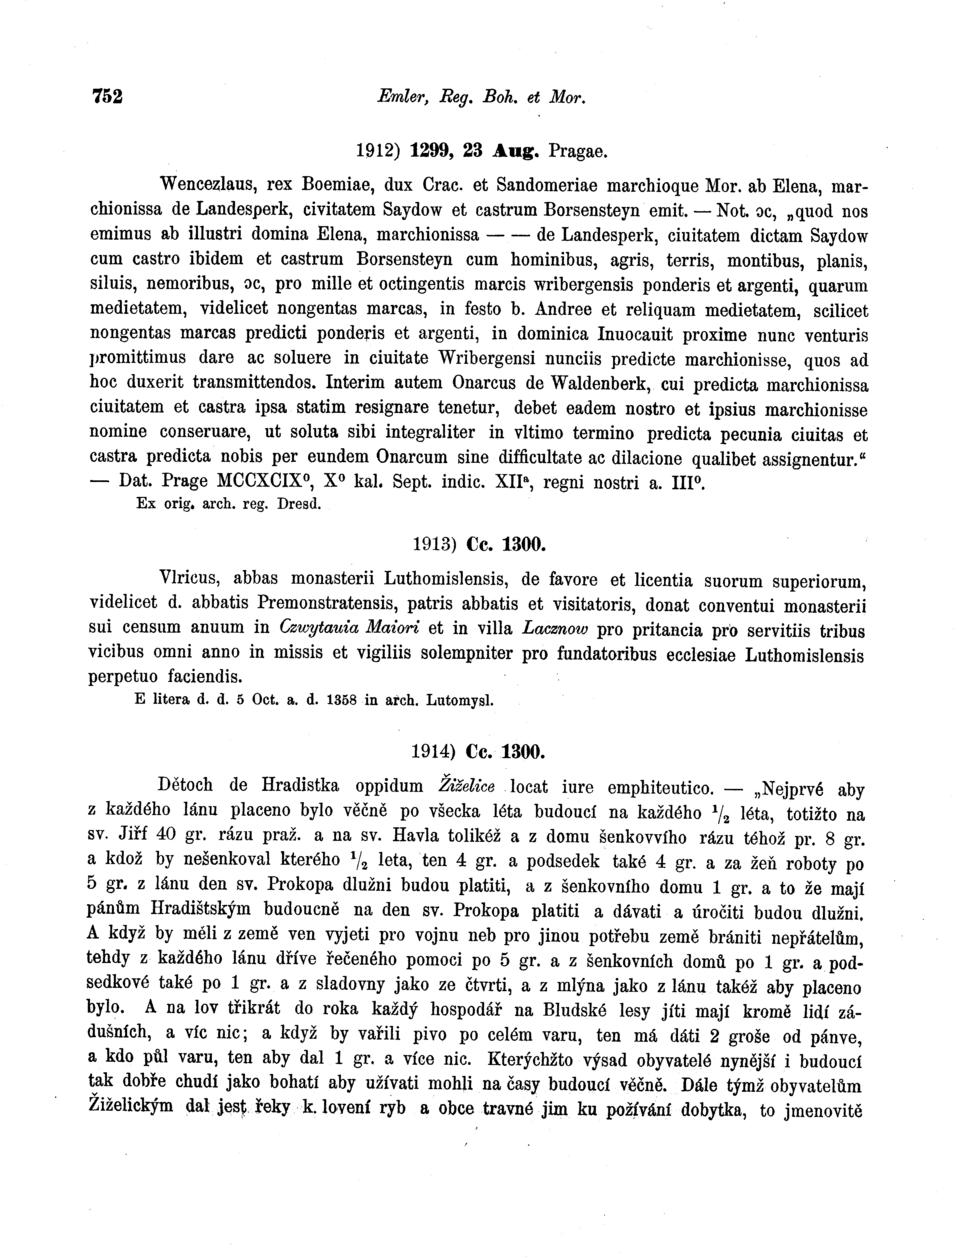 752 Emler, Reg. Boh. et Mor.
1912) 1299, 23 Aug. Pragae.
Wencezlaus, rex Boemiae, dux Crac. et Sandomeriae marchioque Mor. ab Elena, mar-
chionissa de Landesperk, civitatem Saydow et castrum Borsensteyn emit. — Not. ↄc, „quod nos
emimus ab illustri domina Elena, marchionissa — — de Landesperk, ciuitatem dictam Saydow
cum castro ibidem et castrum Borsensteyn cum hominibus, agris, terris, montibus, planis,
siluis, nemoribus, ↄc, pro mille et octingentis marcis wribergensis ponderis et argenti, quarum
medietatem, videlicet nongentas marcas, in festo b. Andree et reliquam medietatem, scilicet
nongentas marcas predicti ponderis et argenti, in dominica Inuocauit proxime nunc venturis
promittimus dare ac soluere in ciuitate Wribergensi nunciis predicte marchionisse, quos ad
hoc duxerit transmittendos. Interim autem Onarcus de Waldenberk, cui predicta marchionissa
ciuitatem et castra ipsa statim resignare tenetur, debet eadem nostro et ipsius marchionisse
nomine conseruare, ut soluta sibi integraliter in vltimo termino predicta pecunia ciuitas et
castra predicta nobis per eundem Onarcum sine difficultate ac dilacione qualibet assignentur.“
— Dat. Prage MCCXCIX⁰, X⁰ kal. Sept. indic. XIIª, regni nostri a. III⁰.
Ex orig. arch. reg. Dresd.
1913) Cc. 1300.
Vlricus, abbas monasterii Luthomislensis, de favore et licentia suorum superiorum,
videlicet d. abbatis Premonstratensis, patris abbatis et visitatoris, donat conventui monasterii
sui censum anuum in Czwytauia Maiori et in villa Lacznow pro pritancia pro servitiis tribus
vicibus omni anno in missis et vigiliis solempniter pro fundatoribus ecclesiae Luthomislensis
perpetuo faciendis.
E litera d. d. 5 Oct. a. d. 1358 in arch. Lutomysl.
1914) Cc. 1300.
Dětoch de Hradistka oppidum Žiželice locat iure emphiteutico. — „Nejprvé aby
z každého lánu placeno bylo věčně po všecka léta budoucí na každého ½ léta, totižto na
sv. Jiří 40 gr. rázu praž. a na sv. Havla tolikéž a z domu šenkovvího rázu téhož pr. 8 gr.
a kdož by nešenkoval kterého ½ leta, ten 4 gr. a podsedek také 4 gr. a za žeň roboty po
5 gr. z lánu den sv. Prokopa dlužni budou platiti, a z šenkovního domu 1 gr. a to že mají
pánům Hradištským budoucně na den sv. Prokopa platiti a dávati a úročiti budou dlužni.
A když by měli z země ven vyjeti pro vojnu neb pro jinou potřebu země brániti nepřátelům,
tehdy z každého lánu dříve řečeného pomoci po 5 gr. a z šenkovních domů po 1 gr. a pod-
sedkové také po 1 gr. a z sladovny jako ze čtvrti, a z mlýna jako z lánu takéž aby placeno
bylo. A na lov třikrát do roka každý hospodář na Bludské lesy jíti mají kromě lidí zá-
dušních, a víc nic; a když by vařili pivo po celém varu, ten má dáti 2 groše od pánve,
a kdo půl varu, ten aby dal 1 gr. a více nic. Kterýchžto výsad obyvatelé nynější i budoucí
tak dobře chudí jako bohatí aby užívati mohli na časy budoucí věčně. Dále týmž obyvatelům
Žiželickým dal jest řeky k lovení ryb a obce travné jim ku požívání dobytka, to jmenovitě